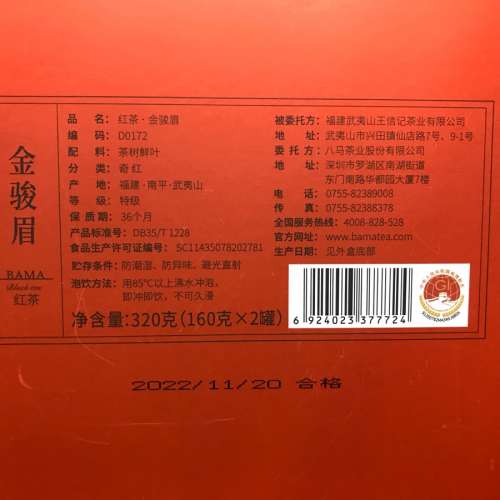 金骏眉
BAMA
Black tea
红茶
品名：红茶·金骏眉
编码：D0172
配料：茶树鲜叶
分类：奇红
产地：福建·南平·武夷山
等级：特级
保质期：36个月
产品标准号：DB35/T 1228
食品生产许可证编号：SC11435078202781
贮存条件：防潮湿、防异味、避光直射
泡饮方法：用85℃以上沸水冲泡，
即冲即饮，不可久浸
净含量:320克(160克×2罐)
被委托方：福建武夷山王信记茶业有限公司
地址：武夷山市兴田镇仙店路7号、9-1号
委托方：八马茶业股份有限公司
地址：深圳市罗湖区南湖街道
东门南路华都园大厦7楼
电话：0755-82389008
传真：0755-82388378
全国服务热线：4008-828-528
官方网站：www.bamatea.com
生产日期：见外盒底部
6 924023 377724
2022/11/20 合格